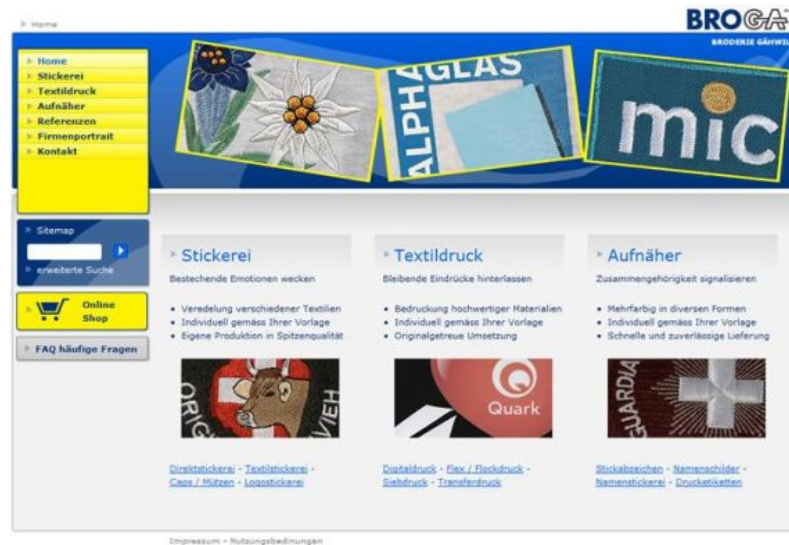 » Home
BROGA
BRODERIE GÄHWIL
» Home
» Stickerei
» Textildruck
» Aufnäher
» Referenzen
» Firmenportrait
» Kontakt
ALPHAGLAS
mic
» Sitemap
» erweiterte Suche
» Online
Shop
» FAQ häufige Fragen
» Stickerei
Bestechende Emotionen wecken
• Veredelung verschiedener Textilien
• Individuell gemäss Ihrer Vorlage
• Eigene Produktion in Spitzenqualität
ORIG
VIEH
Direktstickerei - Textilstickerei -
Caps / Mützen - Logostickerei
» Textildruck
Bleibende Eindrücke hinterlassen
• Bedruckung hochwertiger Materialien
• Individuell gemäss Ihrer Vorlage
• Originalgetreue Umsetzung
Quark
Digitaldruck - Flex / Flockdruck -
Siebdruck - Transferdruck
» Aufnäher
Zusammengehörigkeit signalisieren
• Mehrfarbig in diversen Formen
• Individuell gemäss Ihrer Vorlage
• Schnelle und zuverlässige Lieferung
GUARDIA
Stickabzeichen - Namenschilder -
Namenstickerei - Drucketiketten
Impressum - Nutzungsbedinungen